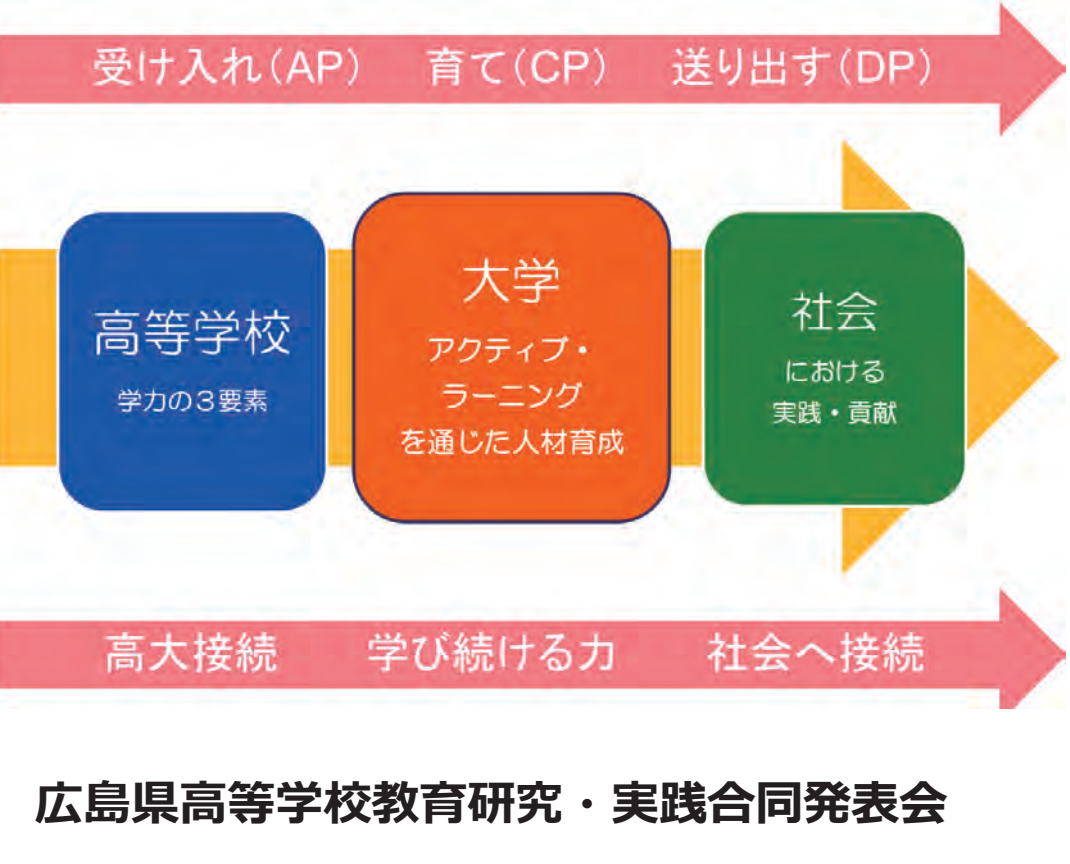 受け入れ（AP） 育て（CP） 送り出す（DP）
高等学校
学力の３要素
大学
アクティブ・
ラーニング
を通じた人材育成
社会
における
実践・貢献
高大接続 学び続ける力 社会へ接続
広島県高等学校教育研究・実践合同発表会